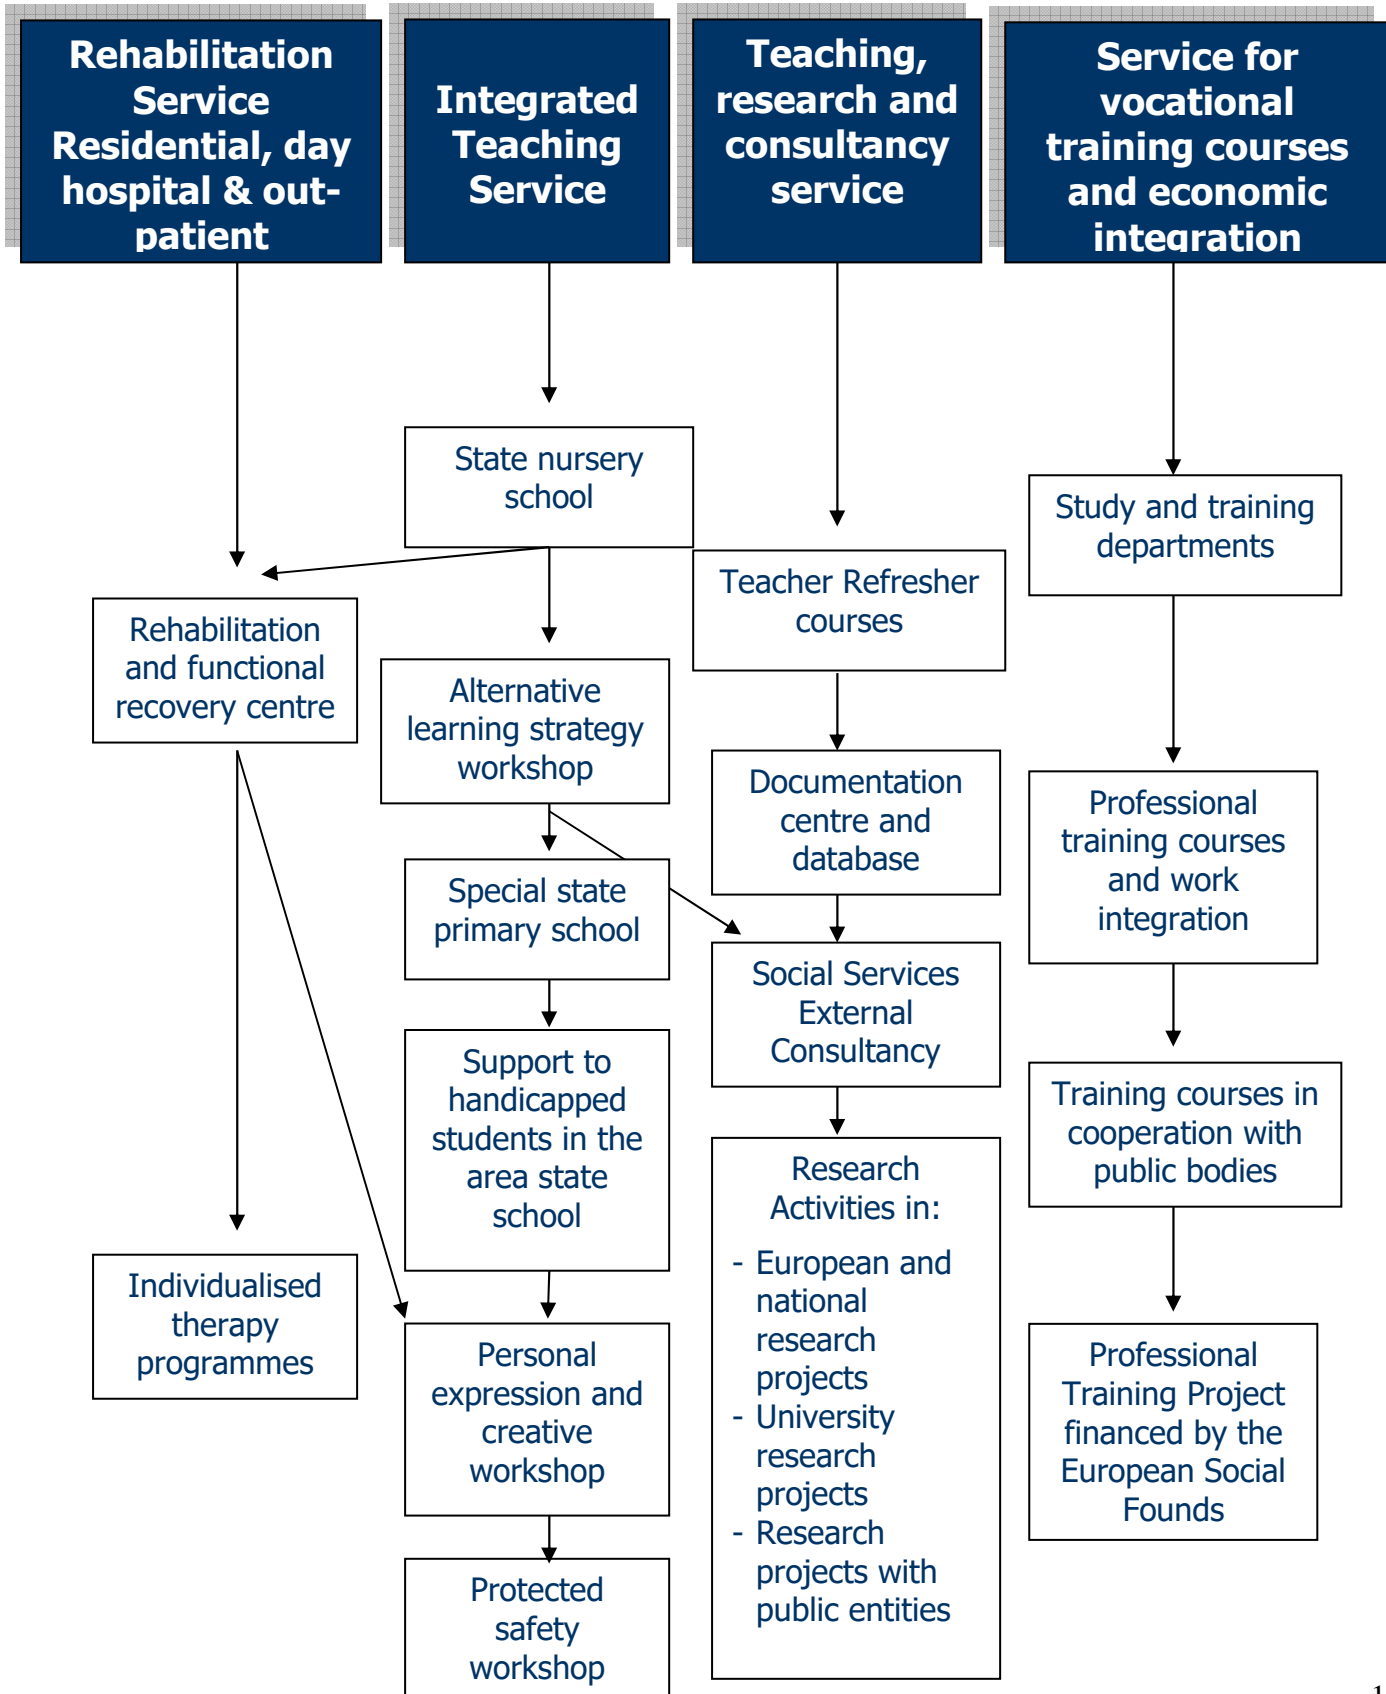 Rehabilitation
Service
Residential, day
hospital & out-
patient
Integrated
Teaching
Service
Teaching,
research and
consultancy
service
Service for
vocational
training courses
and economic
integration
State nursery
school
Study and training
departments
Teacher Refresher
courses
Rehabilitation
and functional
recovery centre
Alternative
learning strategy
workshop
Documentation
centre and
database
Professional
training courses
and work
integration
Special state
primary school
Social Services
External
Consultancy
Support to
handicapped
students in the
area state
school
Training courses in
cooperation with
public bodies
Research
Activities in:
- European and
national
research
projects
- University
research
projects
- Research
projects with
public entities
Individualised
therapy
programmes
Personal
expression and
creative
workshop
Professional
Training Project
financed by the
European Social
Founds
Protected
safety
workshop
1